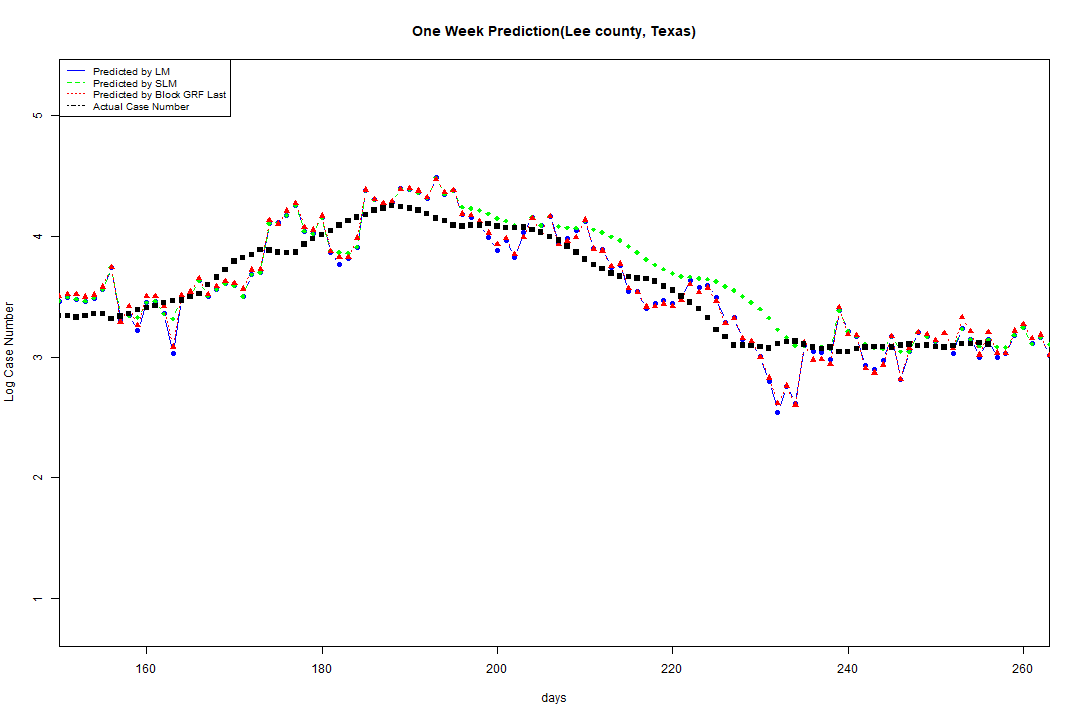 One Week Prediction(Lee county, Texas)
Predicted by LM
Predicted by SLM
Predicted by Block GRF Last
Actual Case Number
5
4
3
2
1
Log Case Number
160 180 200 220 240 260
days